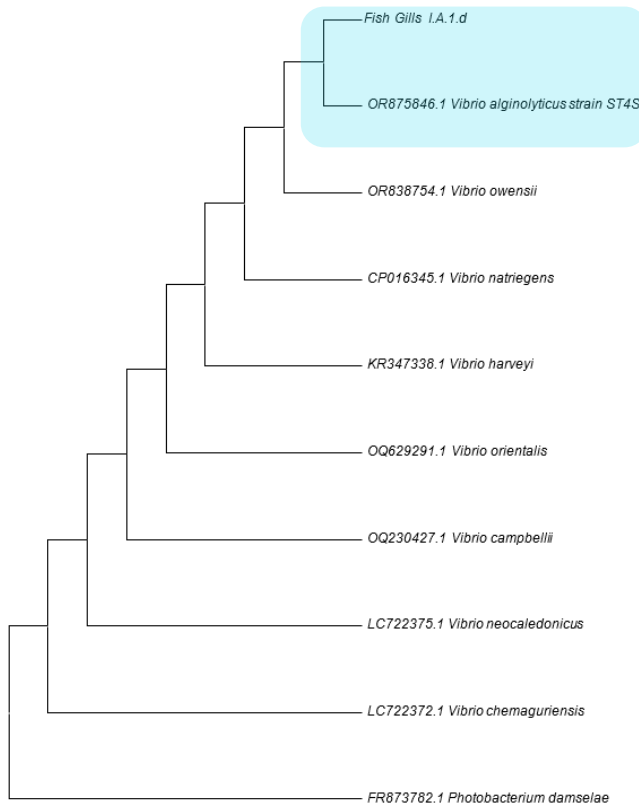 Fish Gills I.A.1.d
OR875846.1 Vibrio alginolyticus strain ST4S
OR838754.1 Vibrio owensii
CP016345.1 Vibrio natriegens
KR347338.1 Vibrio harveyi
OQ629291.1 Vibrio orientalis
OQ230427.1 Vibrio campbellii
LC722375.1 Vibrio neocaledonicus
LC722372.1 Vibrio chemaguriensis
FR873782.1 Photobacterium damselae